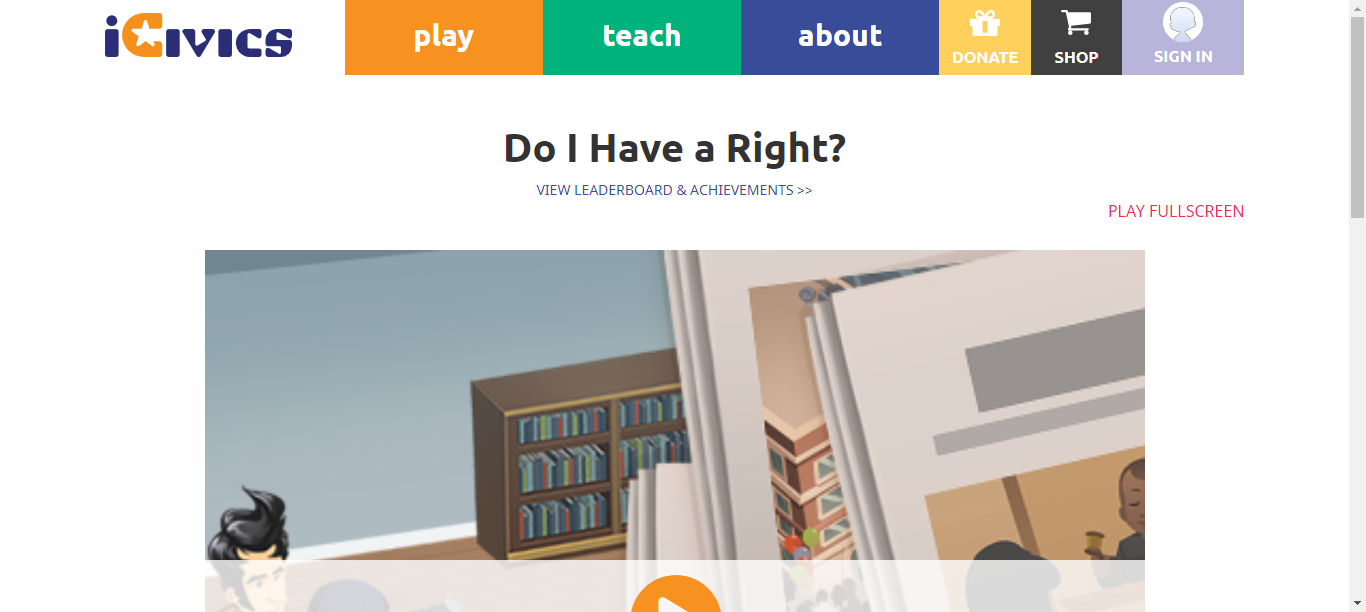 iCivics
play
teach
about
DONATE
SHOP
SIGN IN
Do I Have a Right?
VIEW LEADERBOARD & ACHIEVEMENTS >>
PLAY FULLSCREEN